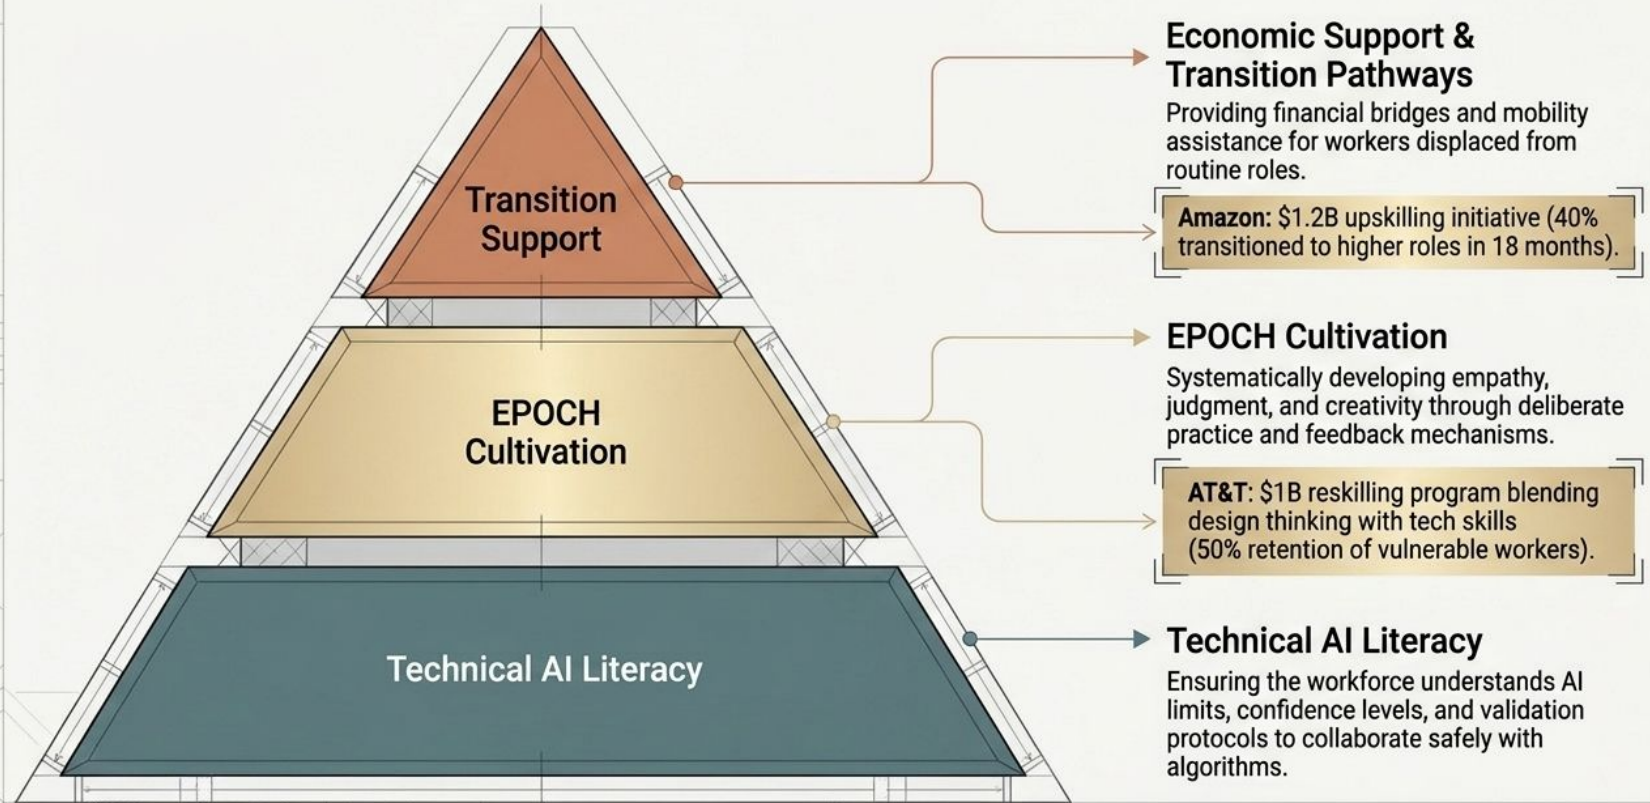 Transition
Support
EPOCH
Cultivation
Technical AI Literacy
Economic Support &
Transition Pathways
Providing financial bridges and mobility
assistance for workers displaced from
routine roles.
Amazon: $1.2B upskilling initiative (40%
transitioned to higher roles in 18 months).
EPOCH Cultivation
Systematically developing empathy,
judgment, and creativity through deliberate
practice and feedback mechanisms.
AT&T: $1B reskilling program blending
design thinking with tech skills
(50% retention of vulnerable workers).
Technical AI Literacy
Ensuring the workforce understands AI
limits, confidence levels, and validation
protocols to collaborate safely with
algorithms.